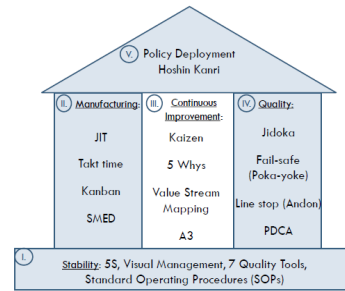 V. Policy Deployment
Hoshin Kanri
II. Manufacturing:
JIT
Takt time
Kanban
SMED
III. Continuous
Improvement:
Kaizen
5 Whys
Value Stream
Mapping
A3
IV. Quality:
Jidoka
Fail-safe
(Poka-yoke)
Line stop (Andon)
PDCA
I.
Stability: 5S, Visual Management, 7 Quality Tools,
Standard Operating Procedures (SOPs)